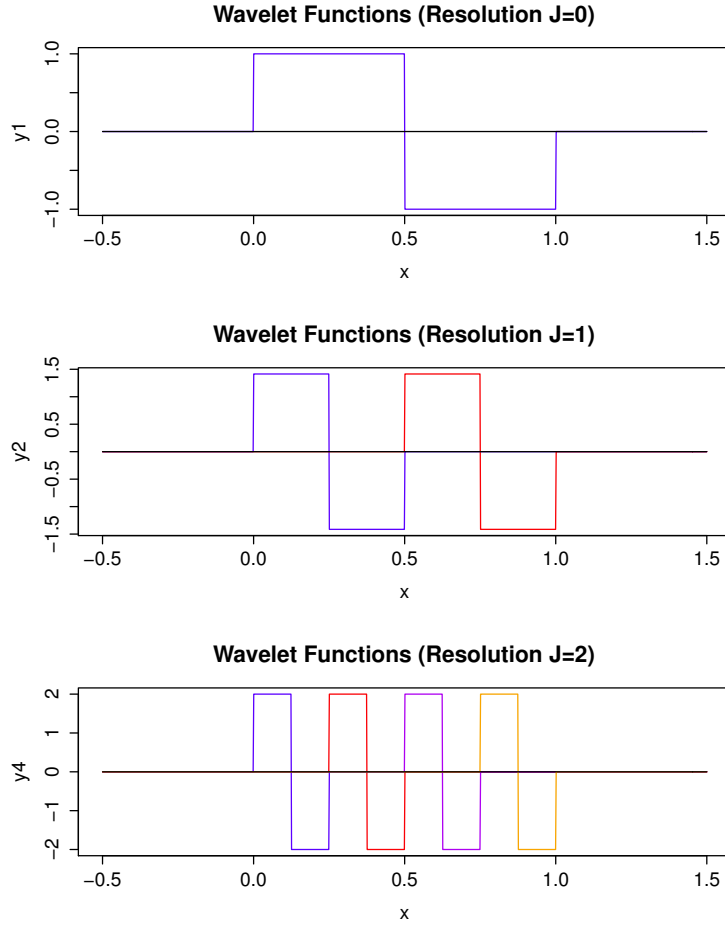 Wavelet Functions (Resolution J=0)
y1
1.0
0.0
−1.0
−0.5 0.0 0.5 1.0 1.5
x
Wavelet Functions (Resolution J=1)
y2
1.5
0.5
−0.5
−1.5
−0.5 0.0 0.5 1.0 1.5
x
Wavelet Functions (Resolution J=2)
y4
2
1
0
−1
−2
−0.5 0.0 0.5 1.0 1.5
x